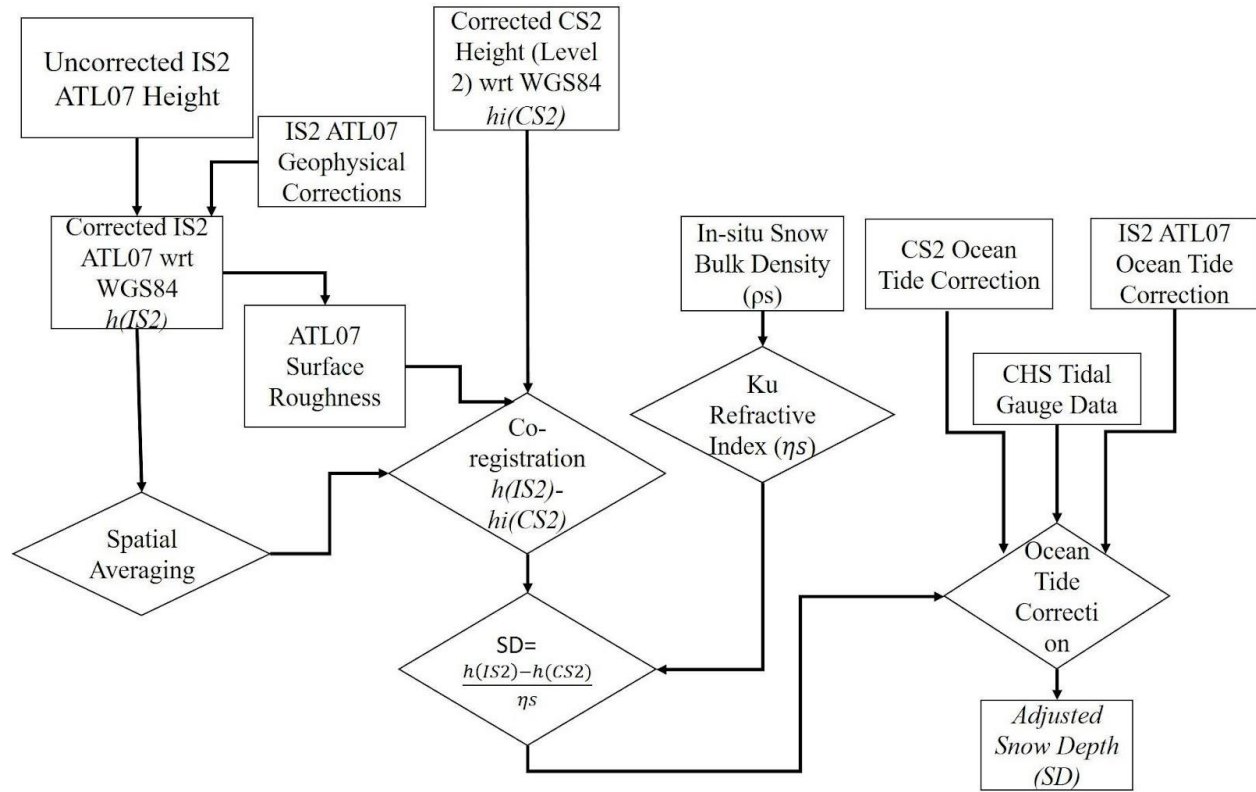 Uncorrected IS2
ATL07 Height
Corrected CS2
Height (Level
2) wrt WGS84
hi(CS2)
IS2 ATL07
Geophysical
Corrections
Corrected IS2
ATL07 wrt
WGS84
h(IS2)
ATL07
Surface
Roughness
In-situ Snow
Bulk Density
(ρs)
CS2 Ocean
Tide Correction
IS2 ATL07
Ocean Tide
Correction
CHS Tidal
Gauge Data
Ku
Refractive
Index (ηs)
Co-
registration
h(IS2)-
hi(CS2)
Spatial
Averaging
SD=
h(IS2)−h(CS2)
ηs
Ocean
Tide
Correcti
on
Adjusted
Snow Depth
(SD)